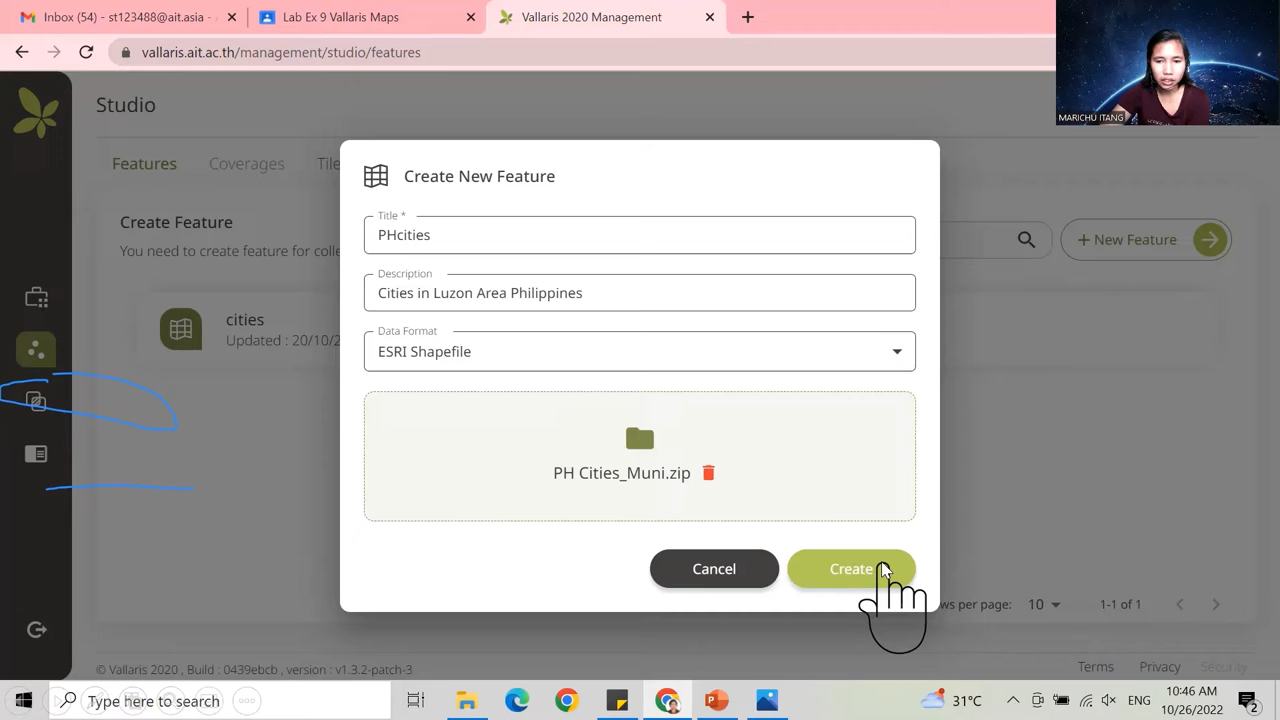 Inbox (54) - st123488@ait.asia -
Lab Ex 9 Vallaris Maps
Vallaris 2020 Management
vallaris.ait.ac.th/management/studio/features
MARICHU ITANG
Studio
Features
Coverages
Create New Feature
Title *
PHcities
Create Feature
You need to create feature for
+ New Feature
Description
Cities in Luzon Area Philippines
cities
Updated : 20/10/2
Data Format
ESRI Shapefile
PH Cities_Muni.zip
Cancel
Create
per page:
10
1-1 of 1
© Vallaris 2020 , Build : 0439ebcb , version : v1.3.2-patch-3
Terms
Privacy
Security
Type here to search
31°C
ENG
10:46 AM
10/26/2022
2